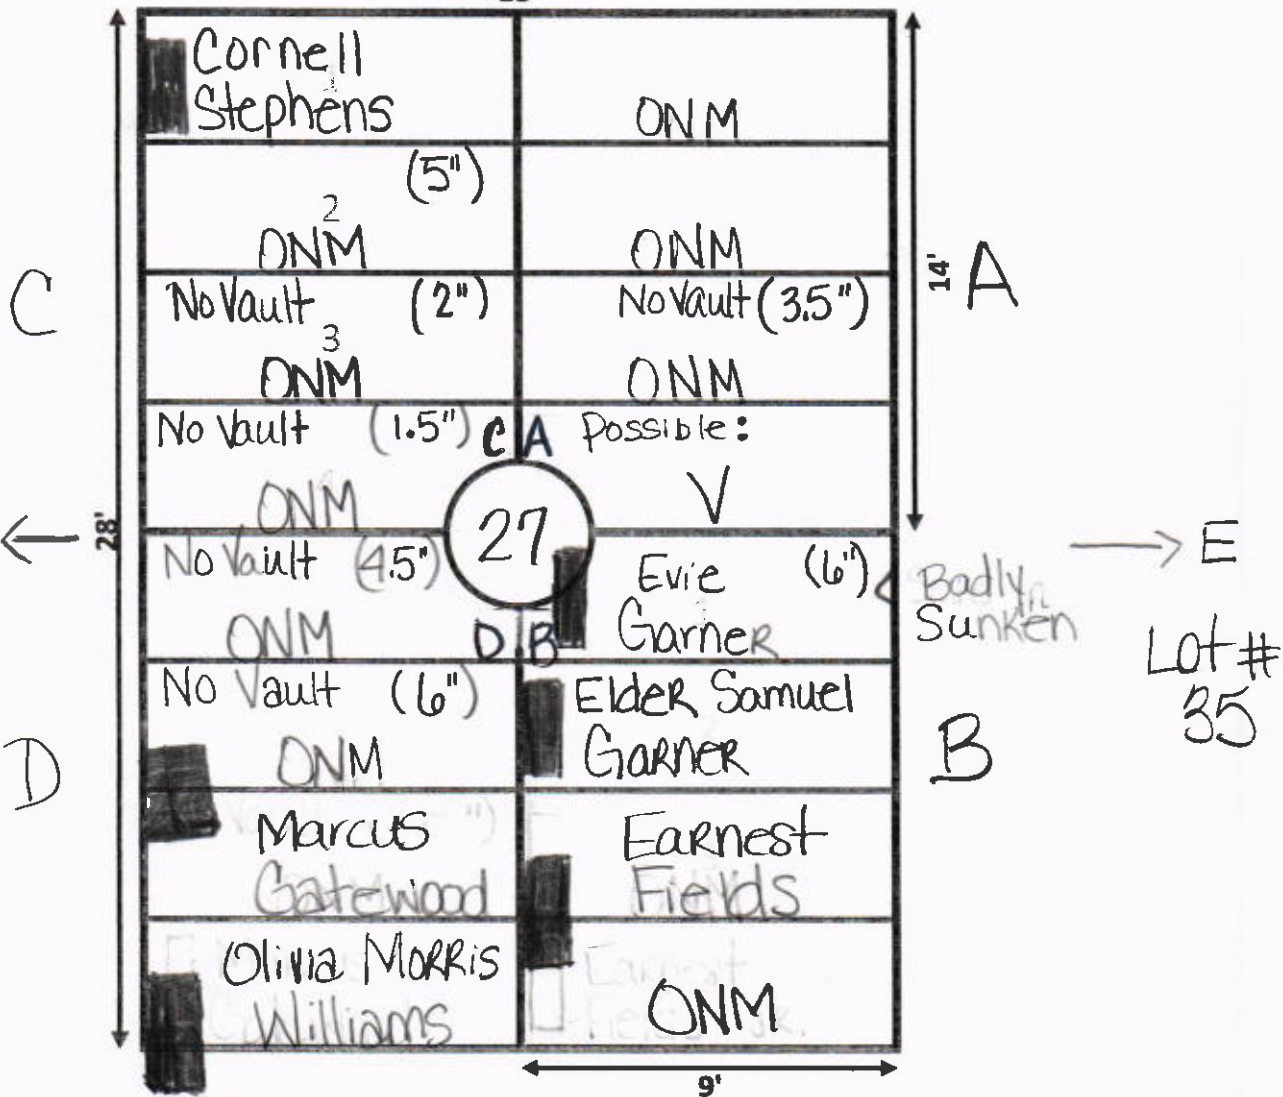 Cornell
Stephens
1
ONM
(5")
2
ONM
ONM
C
14'
A
No Vault (2")
3
ONM
No Vault (3.5")
ONM
No Vault (1.5")
ONM
C A
Possible:
V
28'
27
E
No Vault (4.5")
ONM
D B
Evie (6")
Garner
Badly
Sunken
Lot #
35
No Vault (6")
ONM
Elder Samuel
Garner
D
B
Marcus
Gatewood
Earnest
Fields
Olivia Morris
Williams
ONM
9'